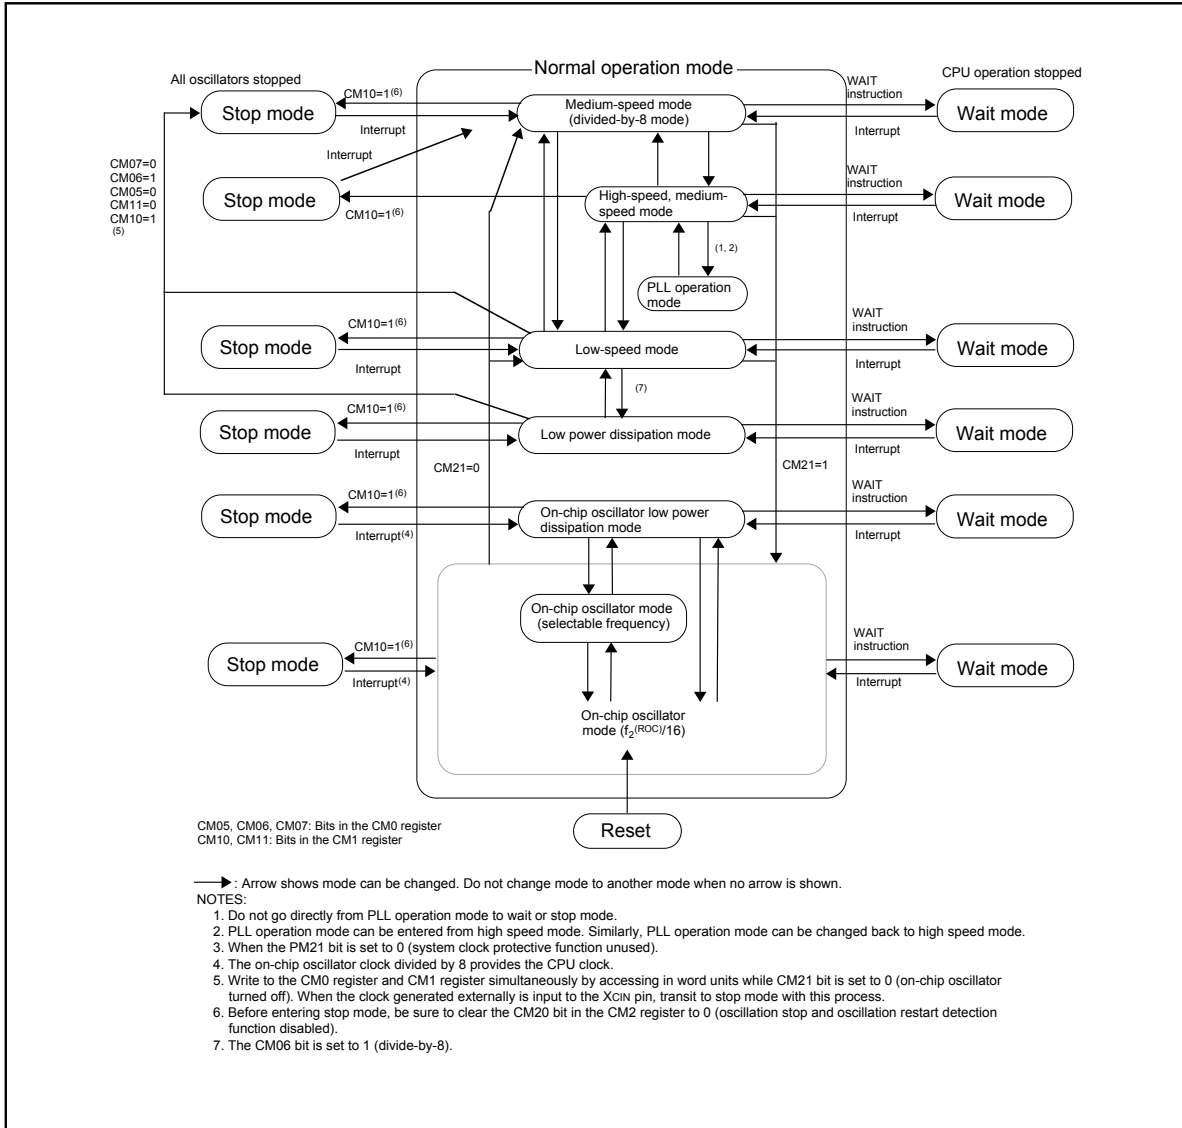 Normal operation mode
All oscillators stopped
CPU operation stopped
Stop mode
CM10=1(6)
Interrupt
Medium-speed mode
(divided-by-8 mode)
WAIT
instruction
Interrupt
Wait mode
Interrupt
CM07=0
CM06=1
CM05=0
CM11=0
CM10=1
(5)
Stop mode
CM10=1(6)
High-speed, medium-
speed mode
WAIT
instruction
Interrupt
Wait mode
(1, 2)
PLL operation
mode
Stop mode
CM10=1(6)
Interrupt
Low-speed mode
WAIT
instruction
Interrupt
Wait mode
(7)
Stop mode
CM10=1(6)
Interrupt
Low power dissipation mode
WAIT
instruction
Interrupt
Wait mode
CM21=0
CM21=1
Stop mode
CM10=1(6)
Interrupt(4)
On-chip oscillator low power
dissipation mode
WAIT
instruction
Interrupt
Wait mode
On-chip oscillator mode
(selectable frequency)
Stop mode
CM10=1(6)
Interrupt(4)
WAIT
instruction
Interrupt
Wait mode
On-chip oscillator
mode (f2(ROC)/16)
Reset
CM05, CM06, CM07: Bits in the CM0 register
CM10, CM11: Bits in the CM1 register
: Arrow shows mode can be changed. Do not change mode to another mode when no arrow is shown.
NOTES:
1. Do not go directly from PLL operation mode to wait or stop mode.
2. PLL operation mode can be entered from high speed mode. Similarly, PLL operation mode can be changed back to high speed mode.
3. When the PM21 bit is set to 0 (system clock protective function unused).
4. The on-chip oscillator clock divided by 8 provides the CPU clock.
5. Write to the CM0 register and CM1 register simultaneously by accessing in word units while CM21 bit is set to 0 (on-chip oscillator
turned off). When the clock generated externally is input to the XCIN pin, transit to stop mode with this process.
6. Before entering stop mode, be sure to clear the CM20 bit in the CM2 register to 0 (oscillation stop and oscillation restart detection
function disabled).
7. The CM06 bit is set to 1 (divide-by-8).